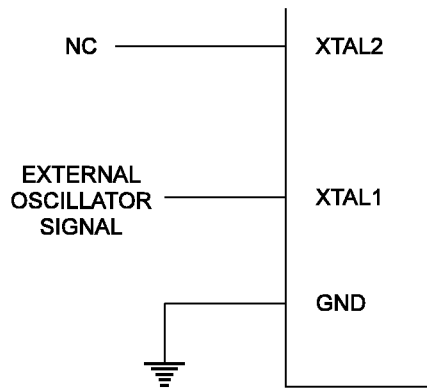 NC
XTAL2
EXTERNAL
OSCILLATOR
SIGNAL
XTAL1
GND